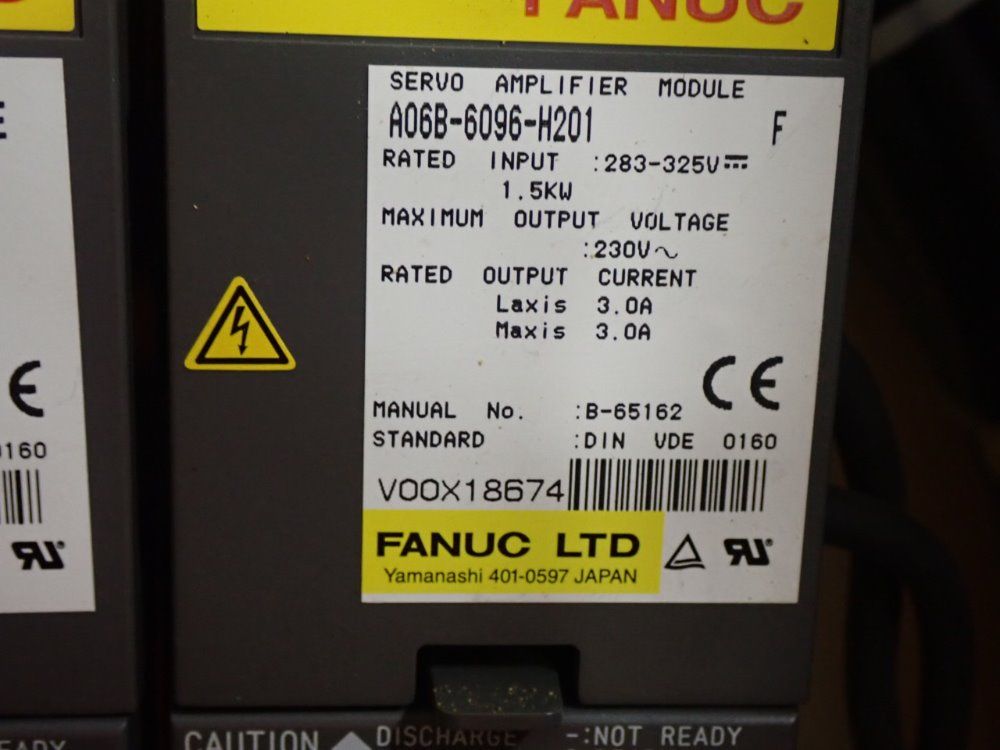 FANUC
SERVO AMPLIFIER MODULE
A06B-6096-H201 F
RATED INPUT :283-325V
1.5KW
MAXIMUM OUTPUT VOLTAGE
:230V~
RATED OUTPUT CURRENT
Laxis 3.0A
Maxis 3.0A
CE
MANUAL No. :B-65162
STANDARD :DIN VDE 0160
V00X18674
FANUC LTD
Yamanashi 401-0597 JAPAN
CE
0160
CAUTION DISCHARGE -:NOT READY